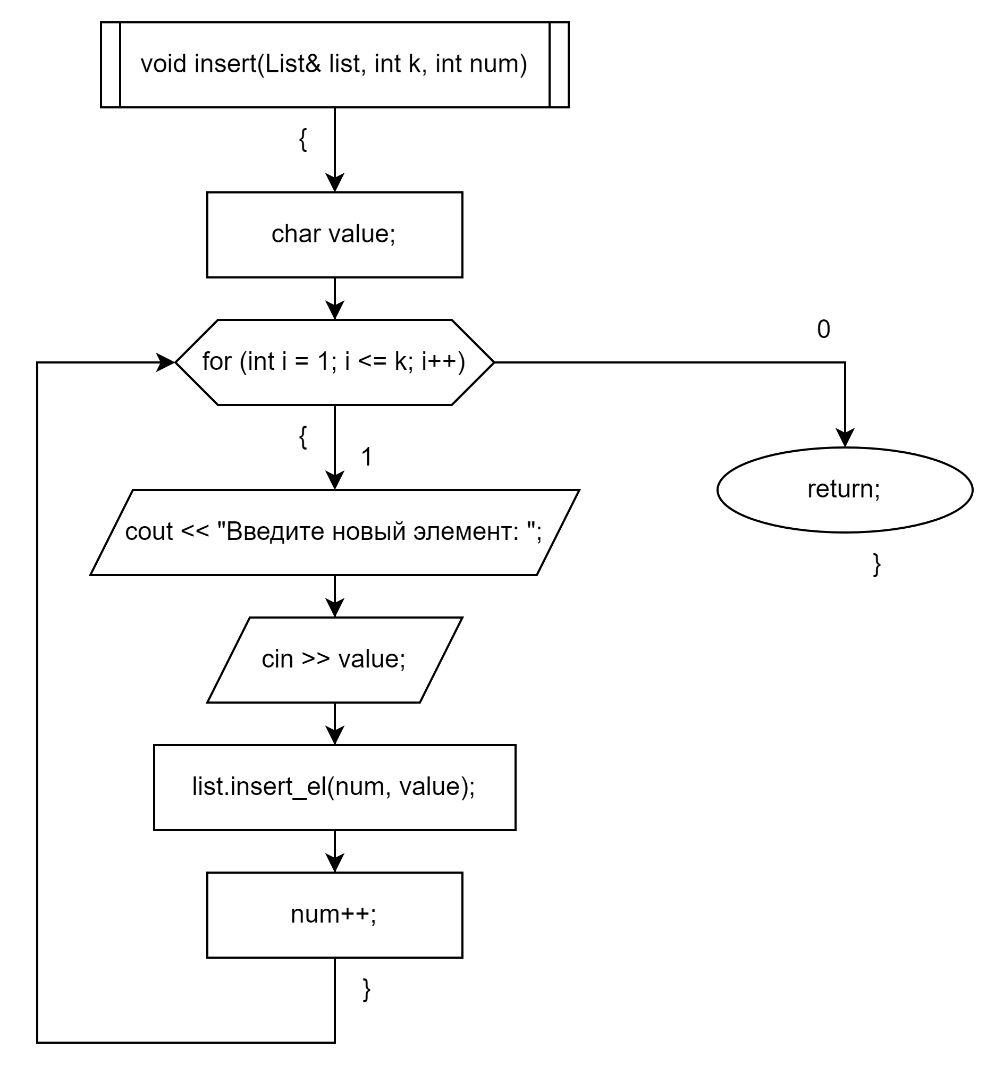 void insert(List& list, int k, int num)
{
char value;
for (int i = 1; i <= k; i++)
0
{
1
cout << "Введите новый элемент: ";
return;
}
cin >> value;
list.insert_el(num, value);
num++;
}